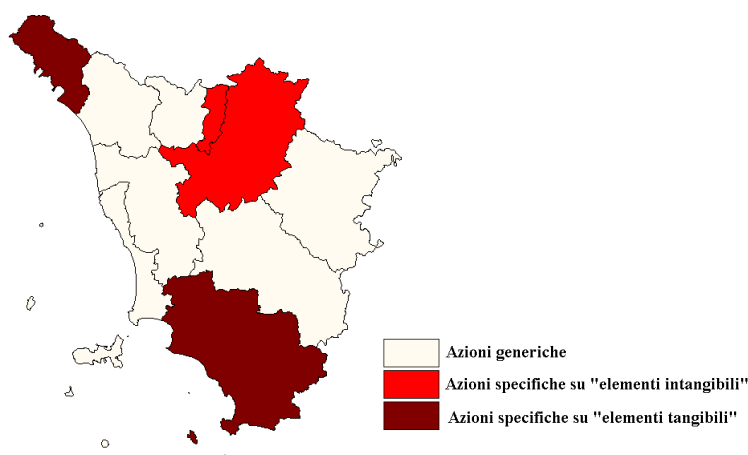 Azioni generiche
Azioni specifiche su "elementi intangibili"
Azioni specifiche su "elementi tangibili"